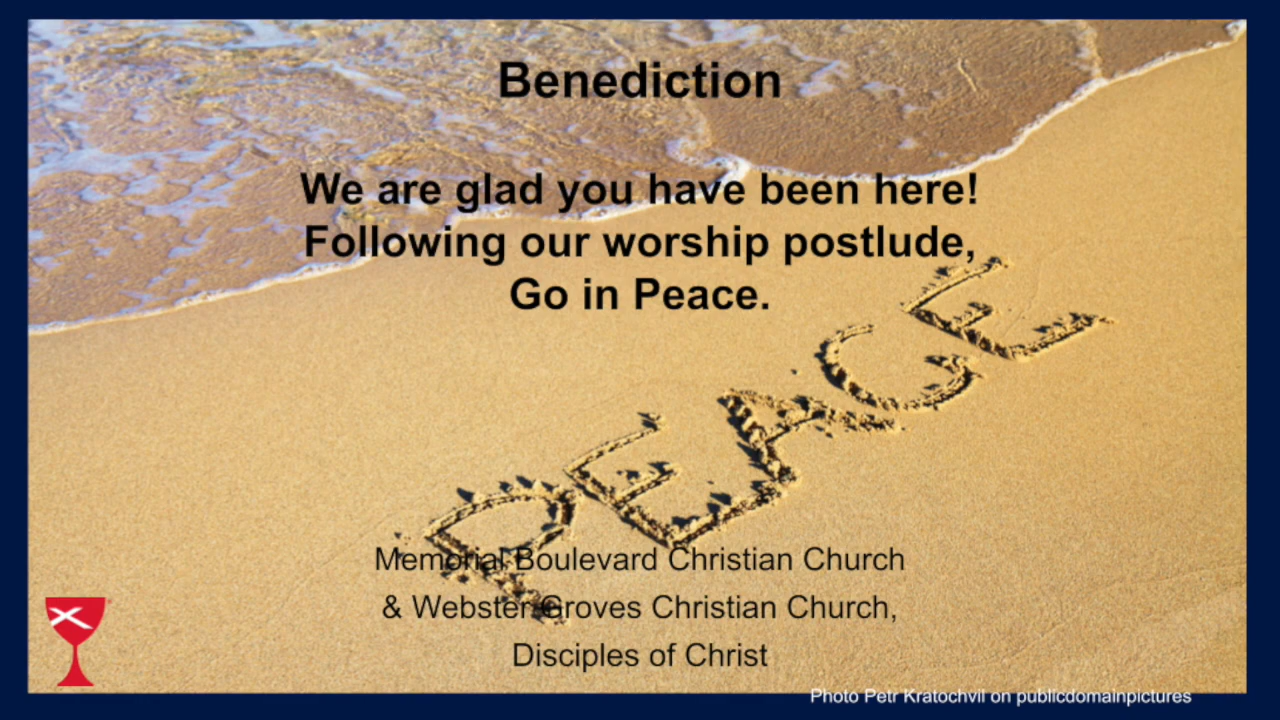 Benediction
We are glad you have been here!
Following our worship postlude,
Go in Peace.
PEACE
Memorial Boulevard Christian Church
& Webster Groves Christian Church,
Disciples of Christ
Photo Petr Kratochvil on publicdomainpictures